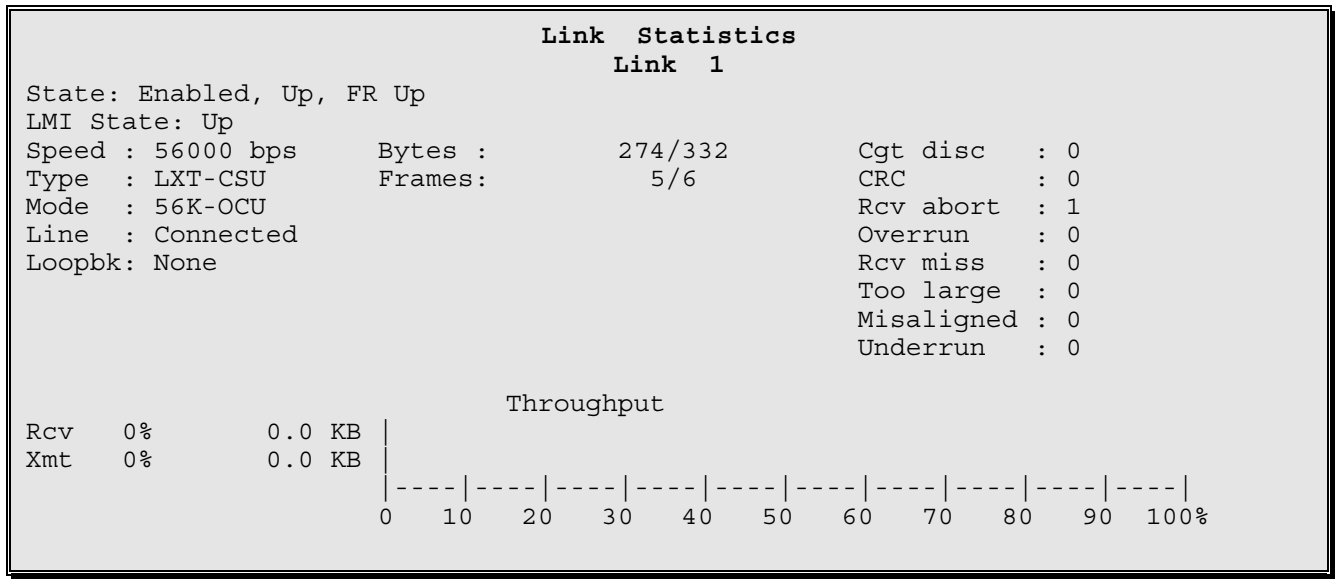 Link Statistics
Link 1
State: Enabled, Up, FR Up
LMI State: Up
Speed : 56000 bps Bytes : 274/332 Cgt disc : 0
Type : LXT-CSU Frames: 5/6 CRC : 0
Mode : 56K-OCU Rcv abort : 1
Line : Connected Overrun : 0
Loopbk: None Rcv miss : 0
Too large : 0
Misaligned : 0
Underrun : 0
Throughput
Rcv 0% 0.0 KB |
Xmt 0% 0.0 KB |
|----|----|----|----|----|----|----|----|----|----|
0 10 20 30 40 50 60 70 80 90 100%